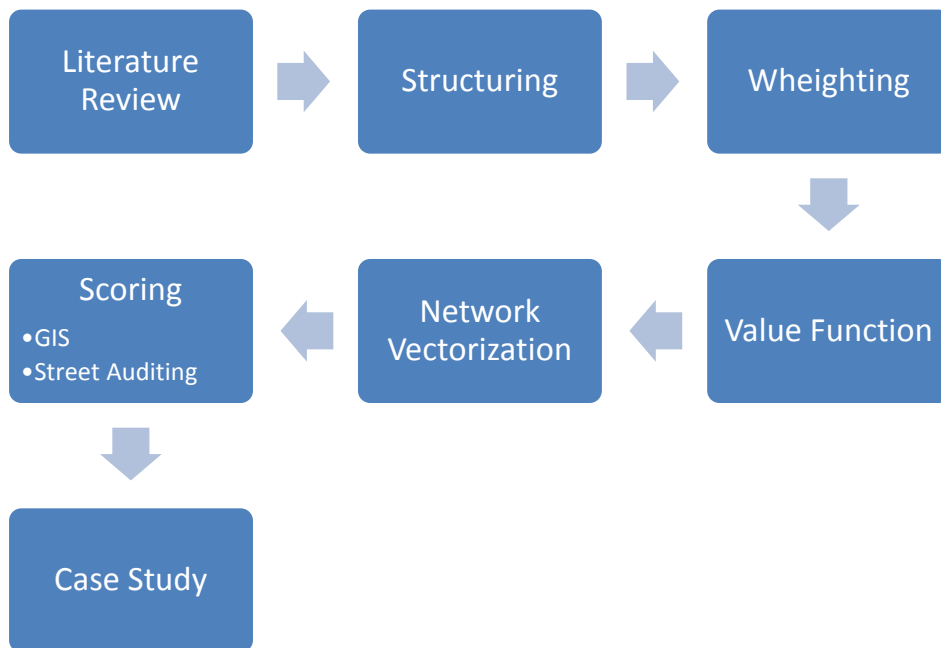 Literature
Review
Structuring
Wheighting
Value Function
Network
Vectorization
Scoring
•GIS
•Street Auditing
Case Study